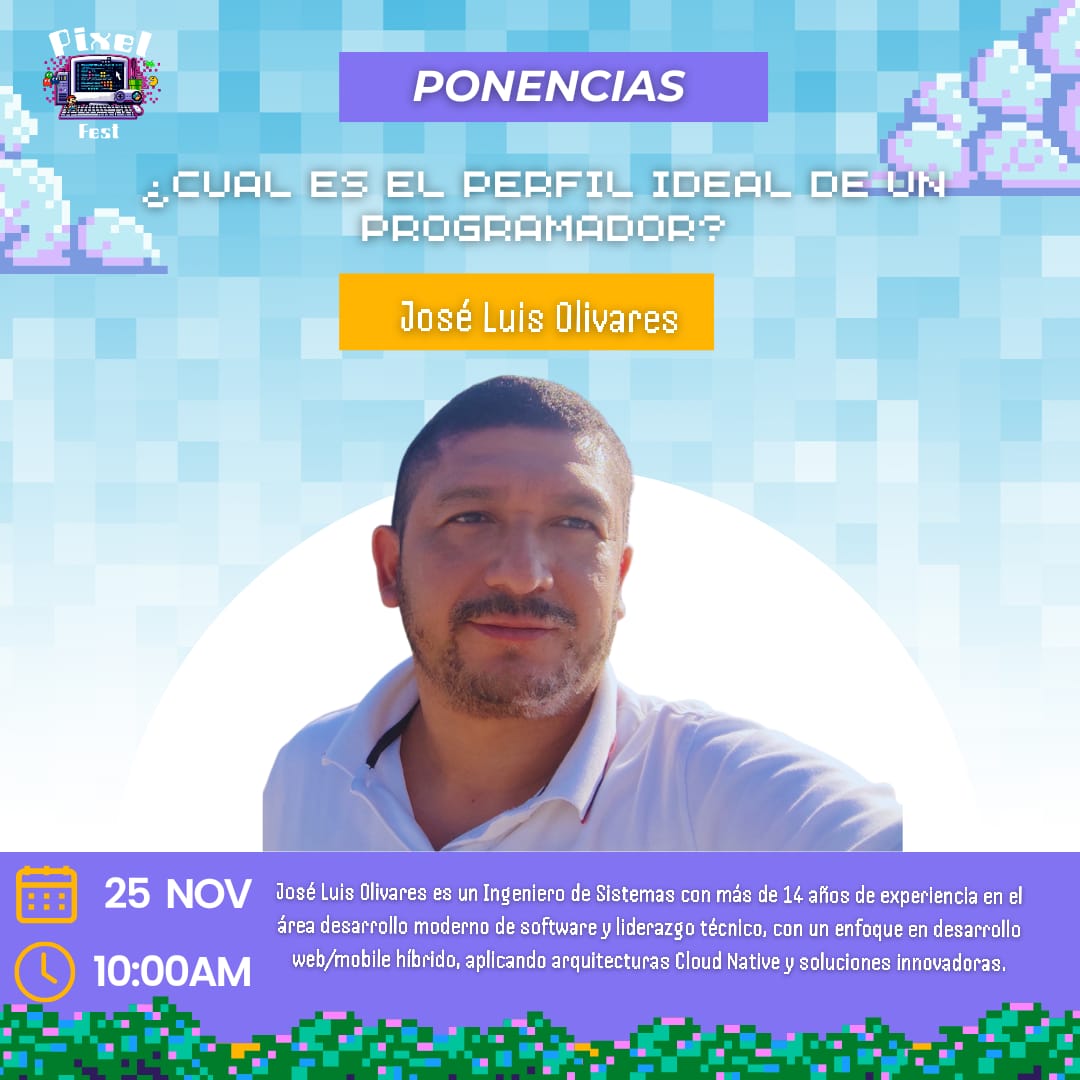 Pixel
Fest
PONENCIAS
¿CUAL ES EL PERFIL IDEAL DE UN
PROGRAMADOR?
José Luis Olivares
25 NOV
10:00AM
José Luis Olivares es un Ingeniero de Sistemas con más de 14 años de experiencia en el
área desarrollo moderno de software y liderazgo técnico, con un enfoque en desarrollo
web/mobile híbrido, aplicando arquitecturas Cloud Native y soluciones innovadoras.